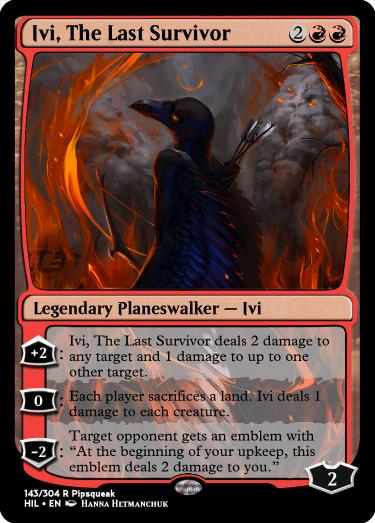 Ivi, The Last Survivor 2
Legendary Planeswalker — Ivi
+2: Ivi, The Last Survivor deals 2 damage to
any target and 1 damage to up to one
other target.
0: Each player sacrifices a land. Ivi deals 1
damage to each creature.
-2: Target opponent gets an emblem with
“At the beginning of your upkeep, this
emblem deals 2 damage to you.”
2
143/304 R Pipsqueak
HIL • EN Hanna Hetmanchuk